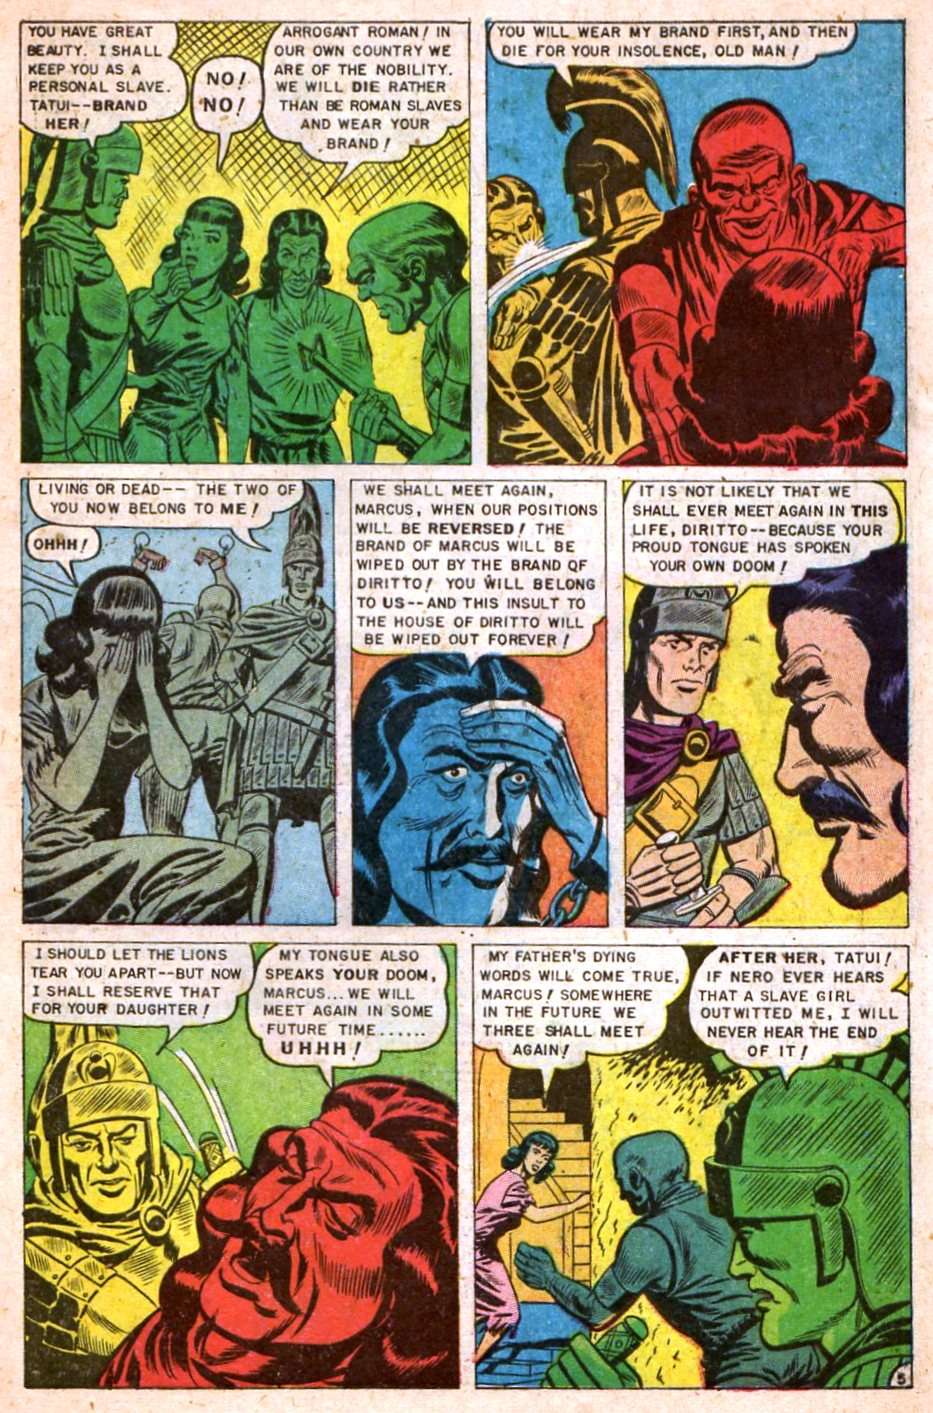 YOU HAVE GREAT
BEAUTY. I SHALL
KEEP YOU AS A
PERSONAL SLAVE.
TATUI--BRAND
HER!
NO!
NO!
ARROGANT ROMAN! IN
OUR OWN COUNTRY WE
ARE OF THE NOBILITY.
WE WILL DIE RATHER
THAN BE ROMAN SLAVES
AND WEAR YOUR
BRAND!
YOU WILL WEAR MY BRAND FIRST, AND THEN
DIE FOR YOUR INSOLENCE, OLD MAN!
LIVING OR DEAD-- THE TWO OF
YOU NOW BELONG TO ME!
OHHH!
WE SHALL MEET AGAIN,
MARCUS, WHEN OUR POSITIONS
WILL BE REVERSED! THE
BRAND OF MARCUS WILL BE
WIPED OUT BY THE BRAND OF
DIRITTO! YOU WILL BELONG
TO US--AND THIS INSULT TO
THE HOUSE OF DIRITTO WILL
BE WIPED OUT FOREVER!
IT IS NOT LIKELY THAT WE
SHALL EVER MEET AGAIN IN THIS
LIFE, DIRITTO--BECAUSE YOUR
PROUD TONGUE HAS SPOKEN
YOUR OWN DOOM!
I SHOULD LET THE LIONS
TEAR YOU APART--BUT NOW
I SHALL RESERVE THAT
FOR YOUR DAUGHTER!
MY TONGUE ALSO
SPEAKS YOUR DOOM,
MARCUS... WE WILL
MEET AGAIN IN SOME
FUTURE TIME......
UHHH!
MY FATHER'S DYING
WORDS WILL COME TRUE,
MARCUS! SOMEWHERE
IN THE FUTURE WE
THREE SHALL MEET
AGAIN!
AFTER HER, TATUI!
IF NERO EVER HEARS
THAT A SLAVE GIRL
OUTWITTED ME, I WILL
NEVER HEAR THE END
OF IT!
5